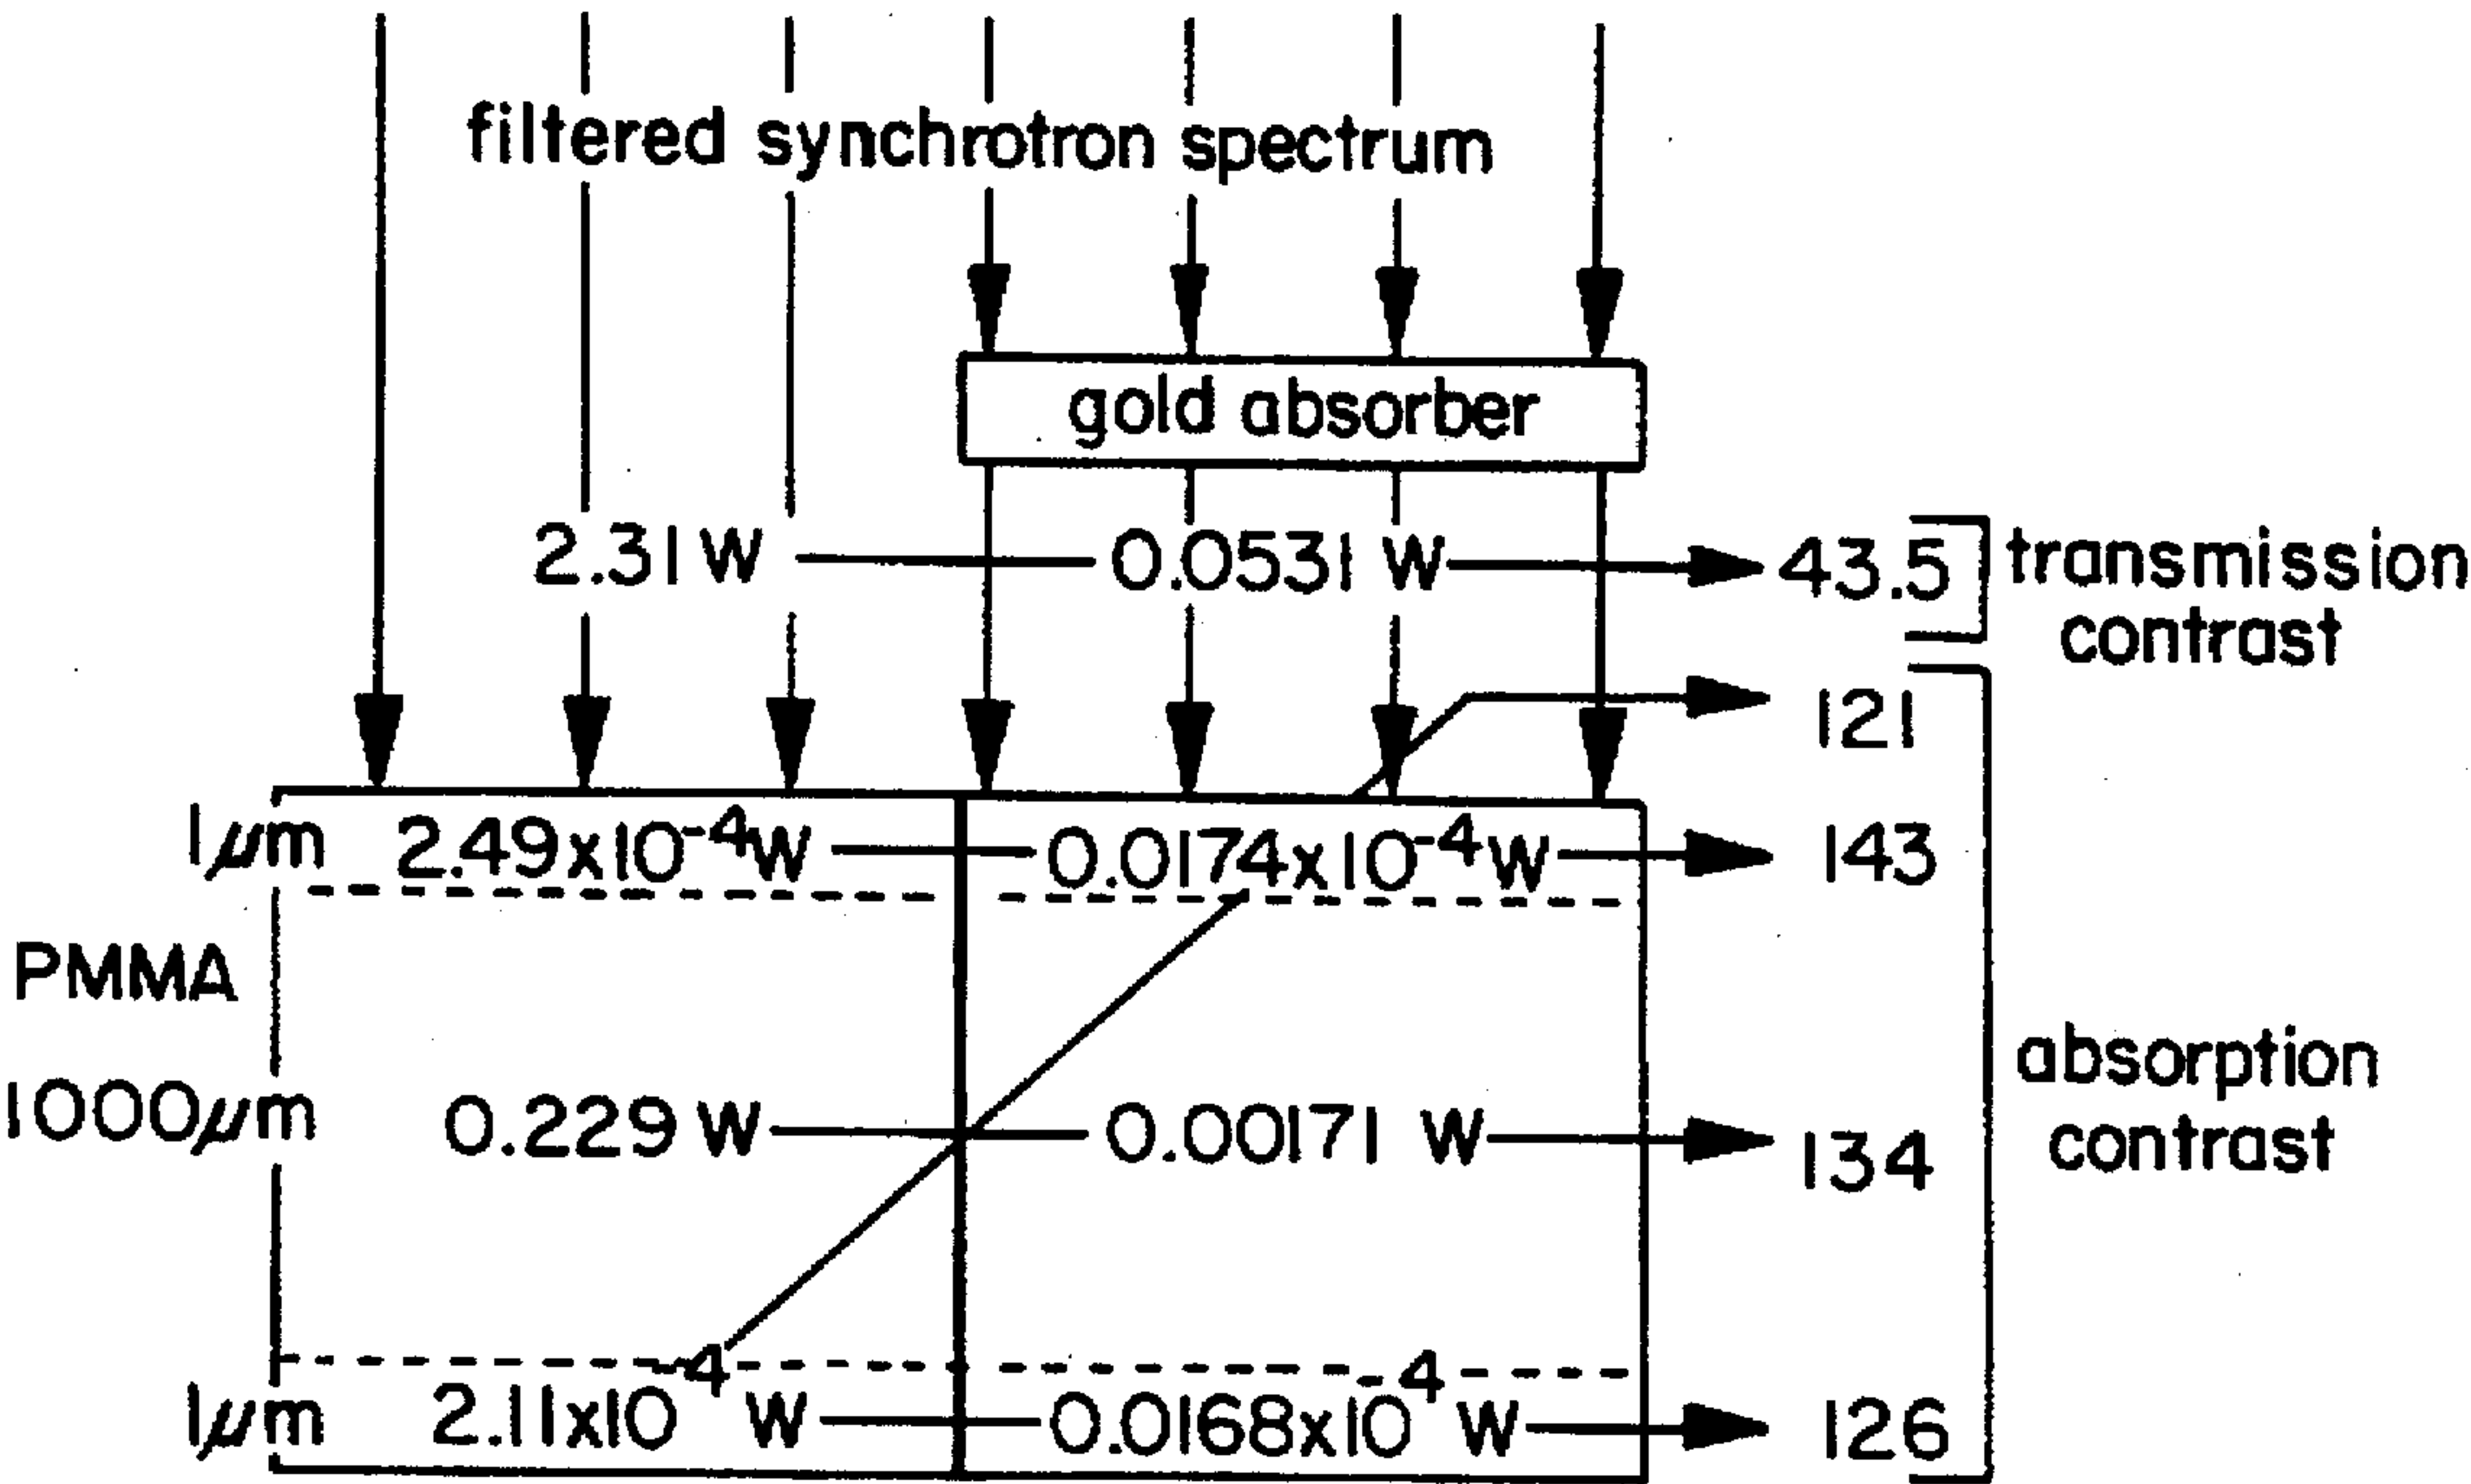 filtered synchrotron spectrum
gold absorber
2.31 W 0.0531 W 43.5 transmission
contrast
121
1μm 2.49x10⁻⁴W 0.0174x10⁻⁴W 143
PMMA
1000μm 0.229 W 0.00171 W 134 absorption
contrast
1μm 2.11x10⁻⁴ W 0.0168x10⁻⁴ W 126